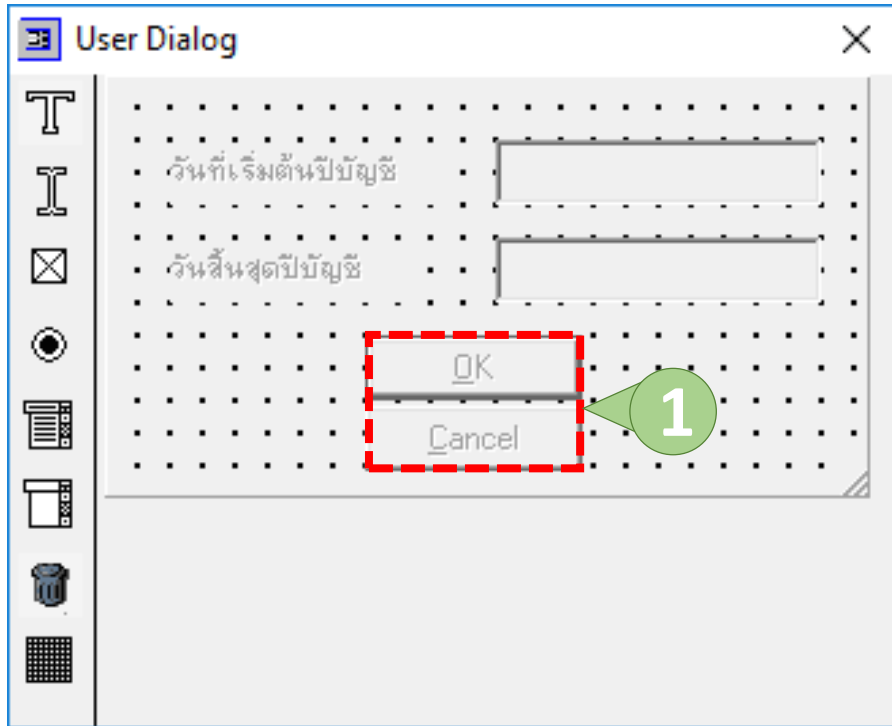 User Dialog
วันที่เริ่มต้นปีบัญชี
วันสิ้นสุดปีบัญชี
OK
1
Cancel